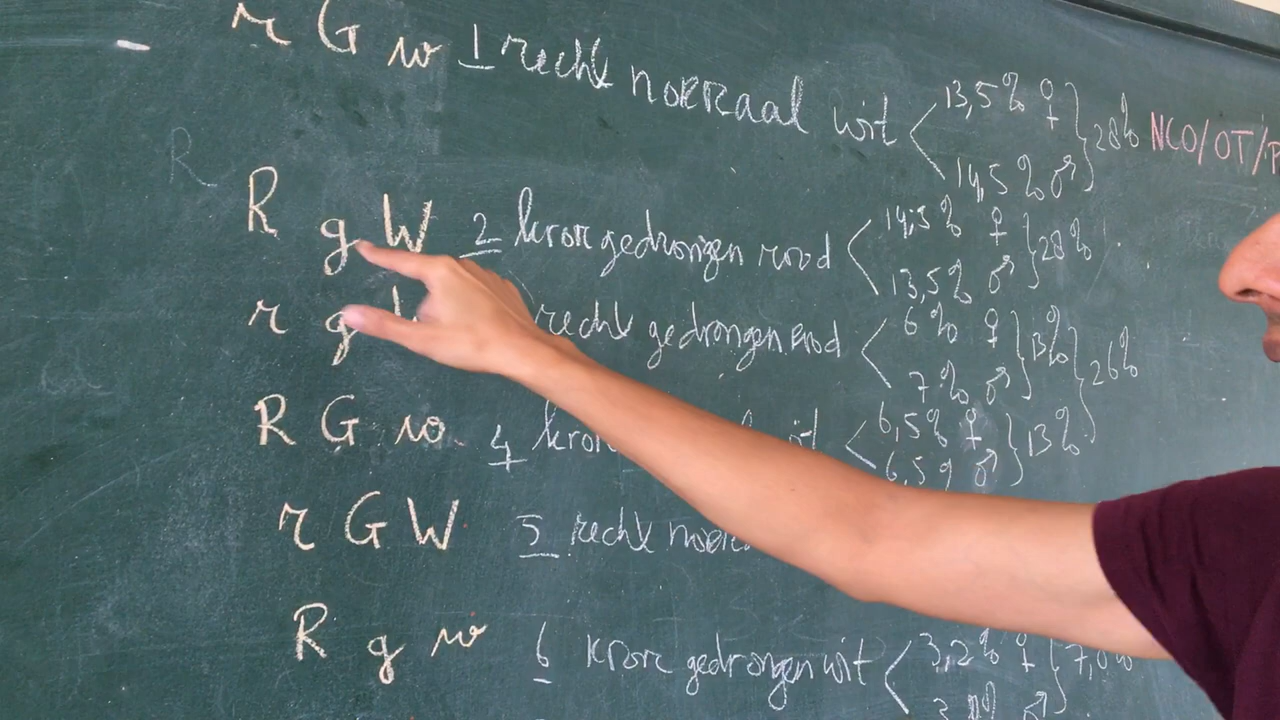 r G w 1 recht normaal wit 13,5% ♀ 28% NCO/OT/
14,5% ♂
R
R g W 2 krom gedrongen rood 14,5% ♀ 28%
13,5% ♂
r g recht gedrongen rood 6% ♀ 13% 26%
7% ♂
R G w 4 krom 6,5% ♀ 13%
6,5 ♂
r G W 5 recht
R g w 6 krom gedrongen wit 3,2% ♀
♂